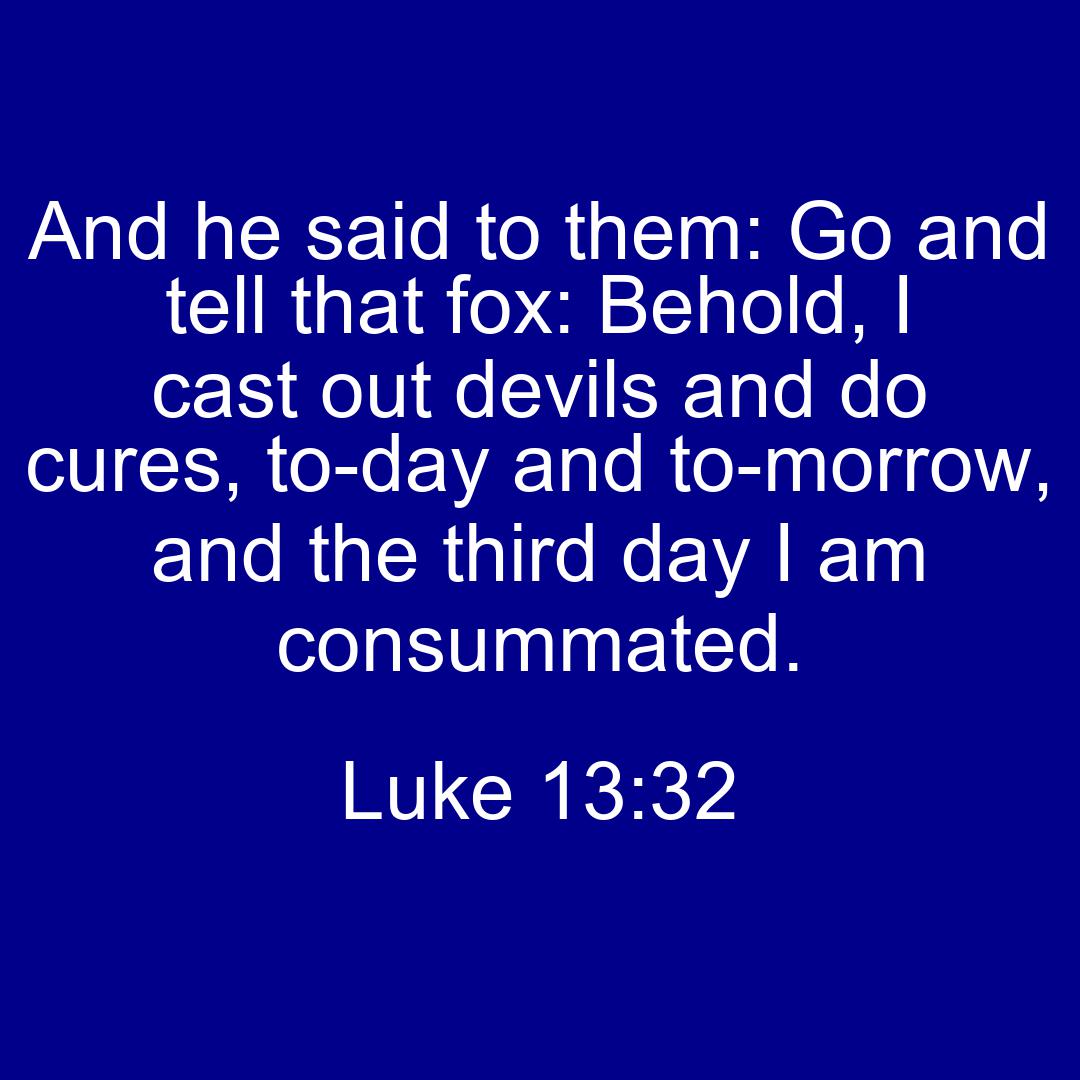 And he said to them: Go and
tell that fox: Behold, I
cast out devils and do
cures, to-day and to-morrow,
and the third day I am
consummated.
Luke 13:32